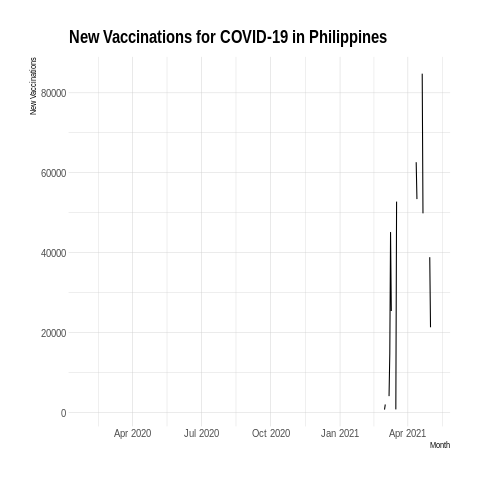 New Vaccinations for COVID-19 in Philippines
New Vaccinations
80000
60000
40000
20000
0
Apr 2020 Jul 2020 Oct 2020 Jan 2021 Apr 2021
Month